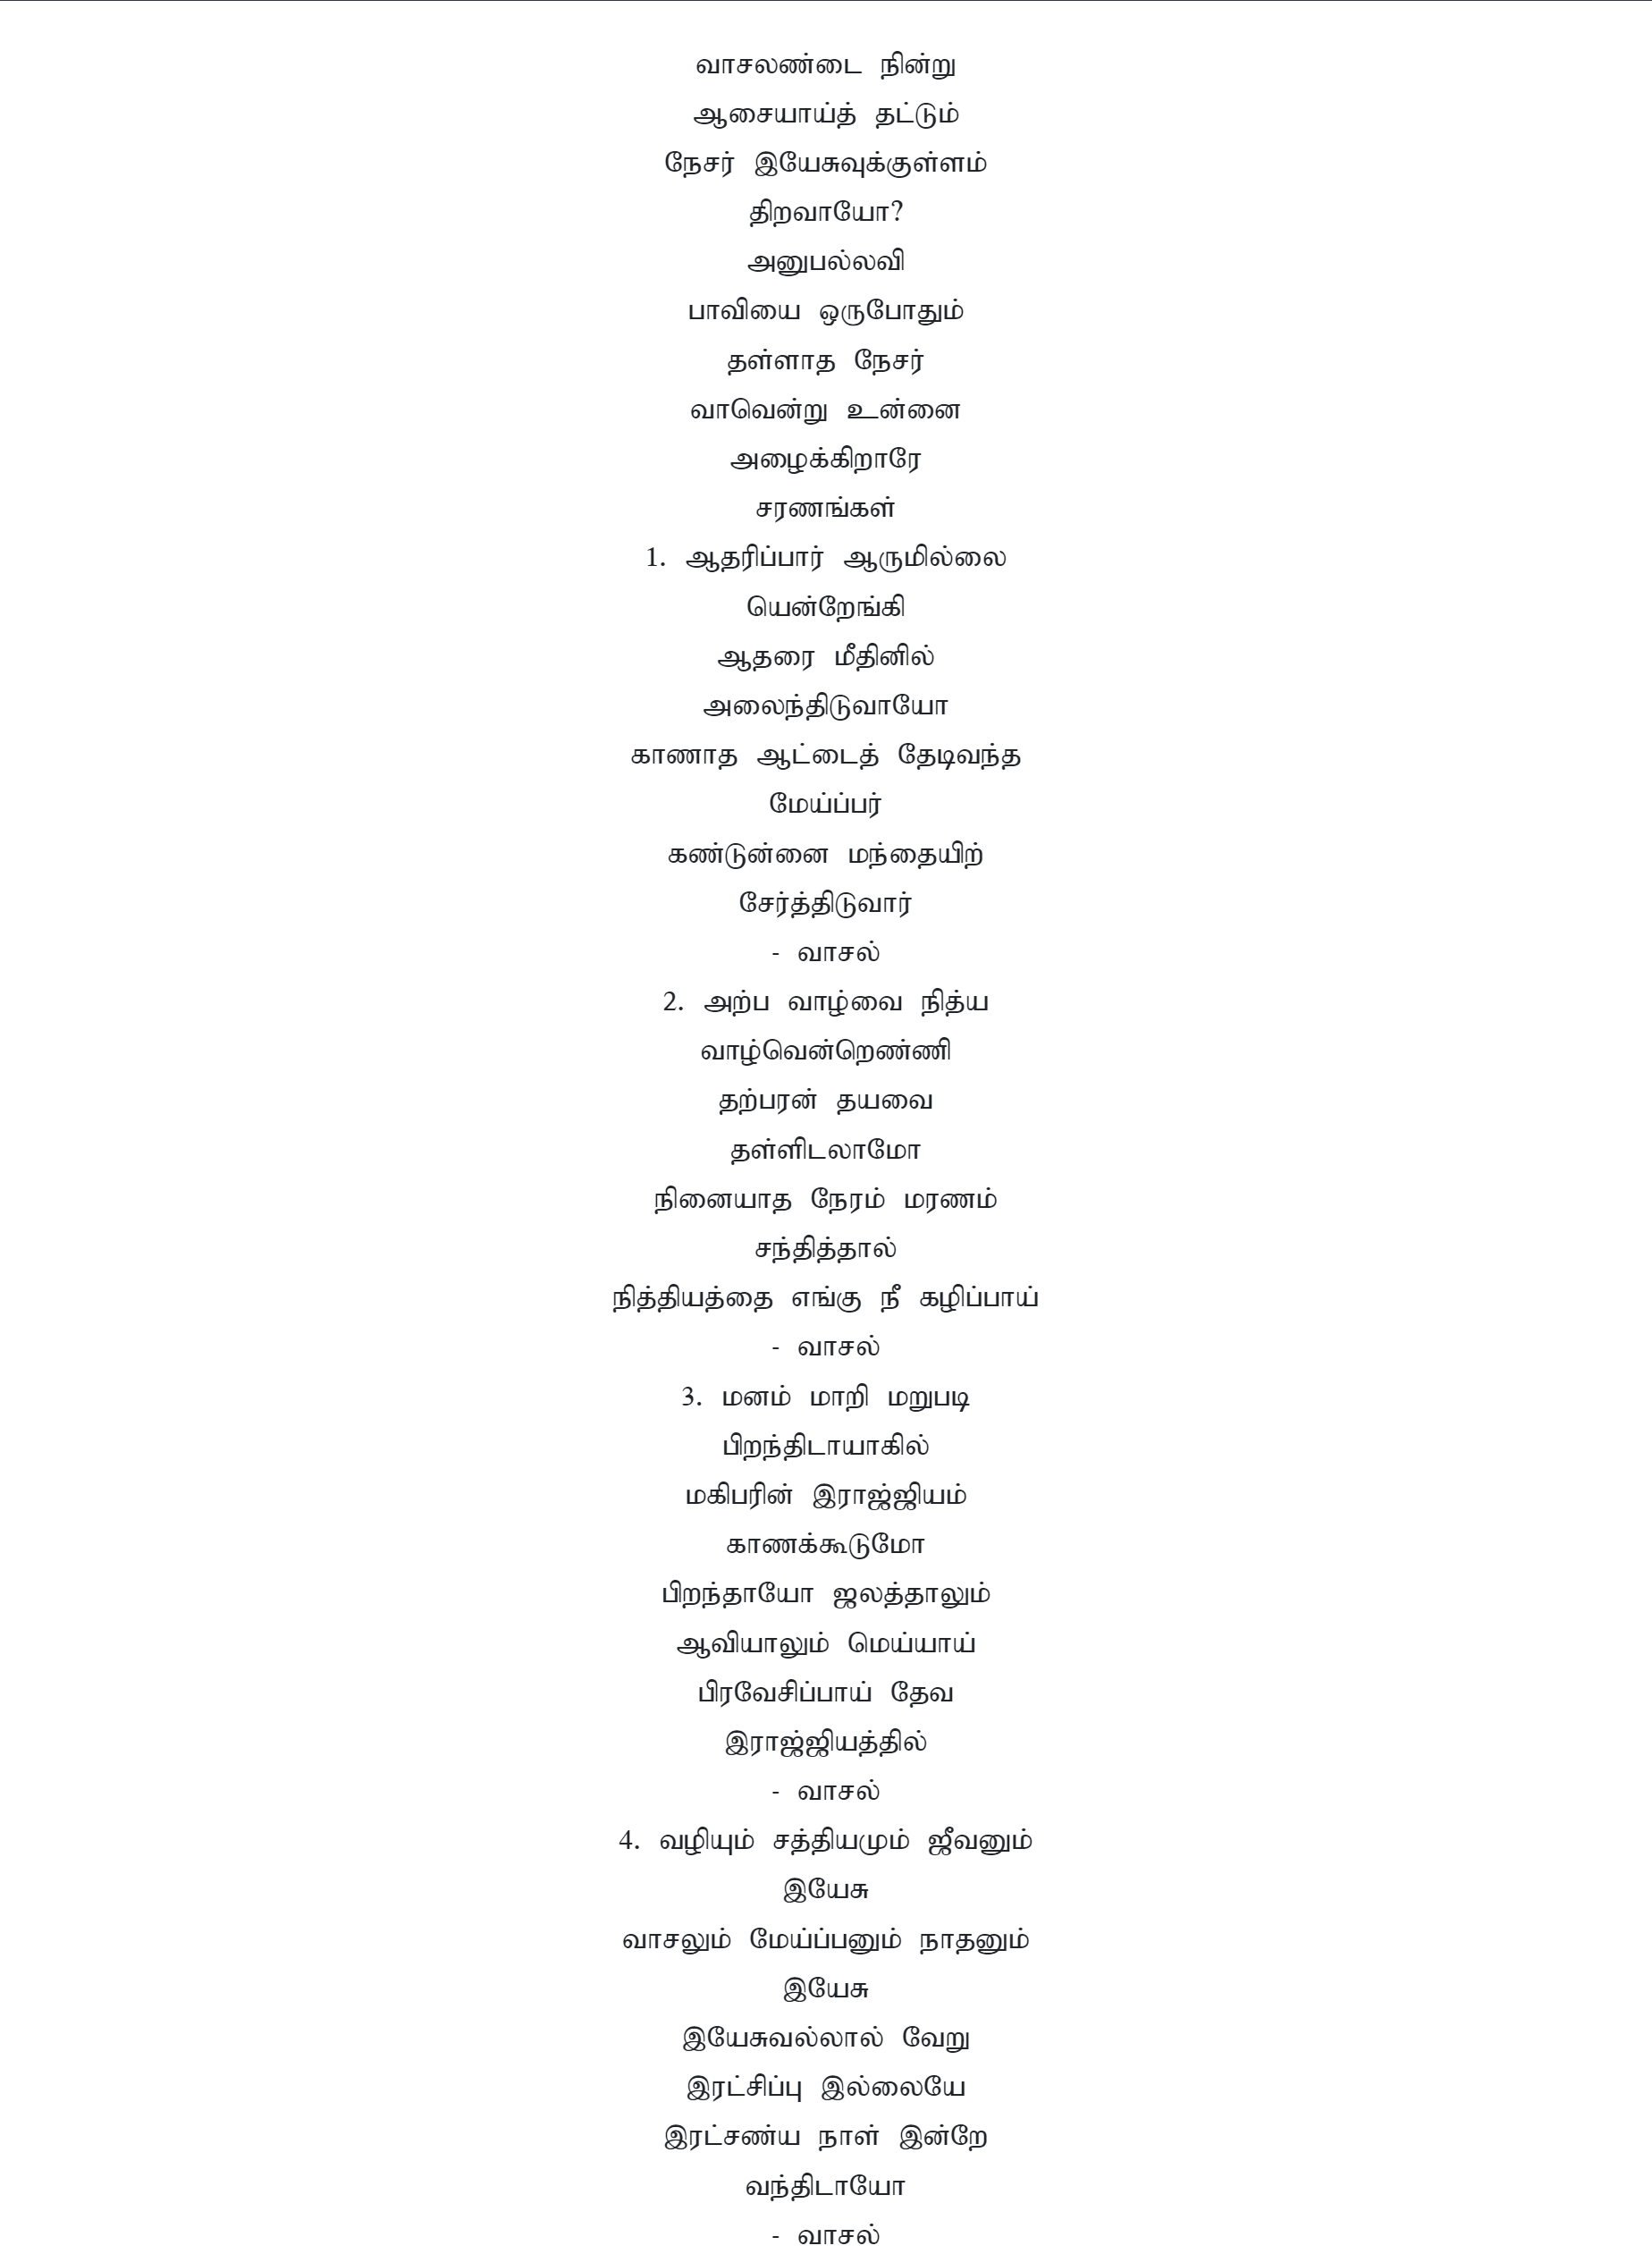 வாசலண்டை நின்று
ஆசையாய்த் தட்டும்
நேசர் இயேசுவுக்குள்ளம்
திறவாயோ?
அனுபல்லவி
பாவியை ஒருபோதும்
தள்ளாத நேசர்
வாவென்று உன்னை
அழைக்கிறாரே
சரணங்கள்
1. ஆதரிப்பார் ஆருமில்லை
யென்றேங்கி
ஆதரை மீதினில்
அலைந்திடுவாயோ
காணாத ஆட்டைத் தேடிவந்த
மேய்ப்பர்
கண்டுன்னை மந்தையிற்
சேர்த்திடுவார்
- வாசல்
2. அற்ப வாழ்வை நித்ய
வாழ்வென்றெண்ணி
தற்பரன் தயவை
தள்ளிடலாமோ
நினையாத நேரம் மரணம்
சந்தித்தால்
நித்தியத்தை எங்கு நீ கழிப்பாய்
- வாசல்
3. மனம் மாறி மறுபடி
பிறந்திடாயாகில்
மகிபரின் இராஜ்ஜியம்
காணக்கூடுமோ
பிறந்தாயோ ஜலத்தாலும்
ஆவியாலும் மெய்யாய்
பிரவேசிப்பாய் தேவ
இராஜ்ஜியத்தில்
- வாசல்
4. வழியும் சத்தியமும் ஜீவனும்
இயேசு
வாசலும் மேய்ப்பனும் நாதனும்
இயேசு
இயேசுவல்லால் வேறு
இரட்சிப்பு இல்லையே
இரட்சண்ய நாள் இன்றே
வந்திடாயோ
- வாசல்